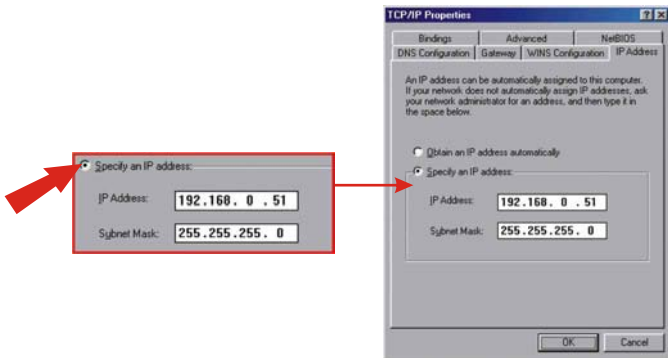 TCP/IP Properties
Bindings Advanced NetBIOS
DNS Configuration Gateway WINS Configuration IP Address
An IP address can be automatically assigned to this computer.
If your network does not automatically assign IP addresses, ask
your network administrator for an address, and then type it in
the space below.
Obtain an IP address automatically
Specify an IP address:
IP Address: 192.168. 0 .51
Subnet Mask: 255.255.255. 0
OK Cancel
Specify an IP address:
IP Address: 192.168. 0 .51
Subnet Mask: 255.255.255. 0